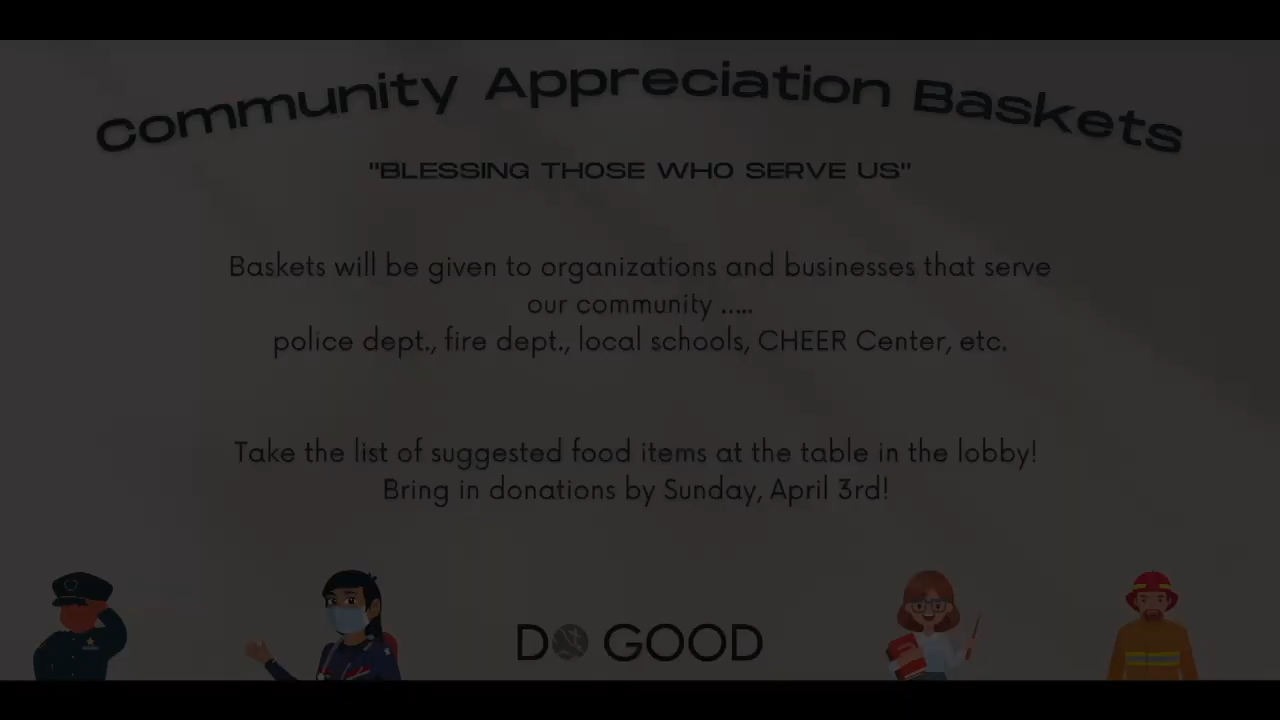 Community Appreciation Baskets
"BLESSING THOSE WHO SERVE US"
Baskets will be given to organizations and businesses that serve
our community .....
police dept., fire dept., local schools, CHEER Center, etc.
Take the list of suggested food items at the table in the lobby!
Bring in donations by Sunday, April 3rd!
DO GOOD